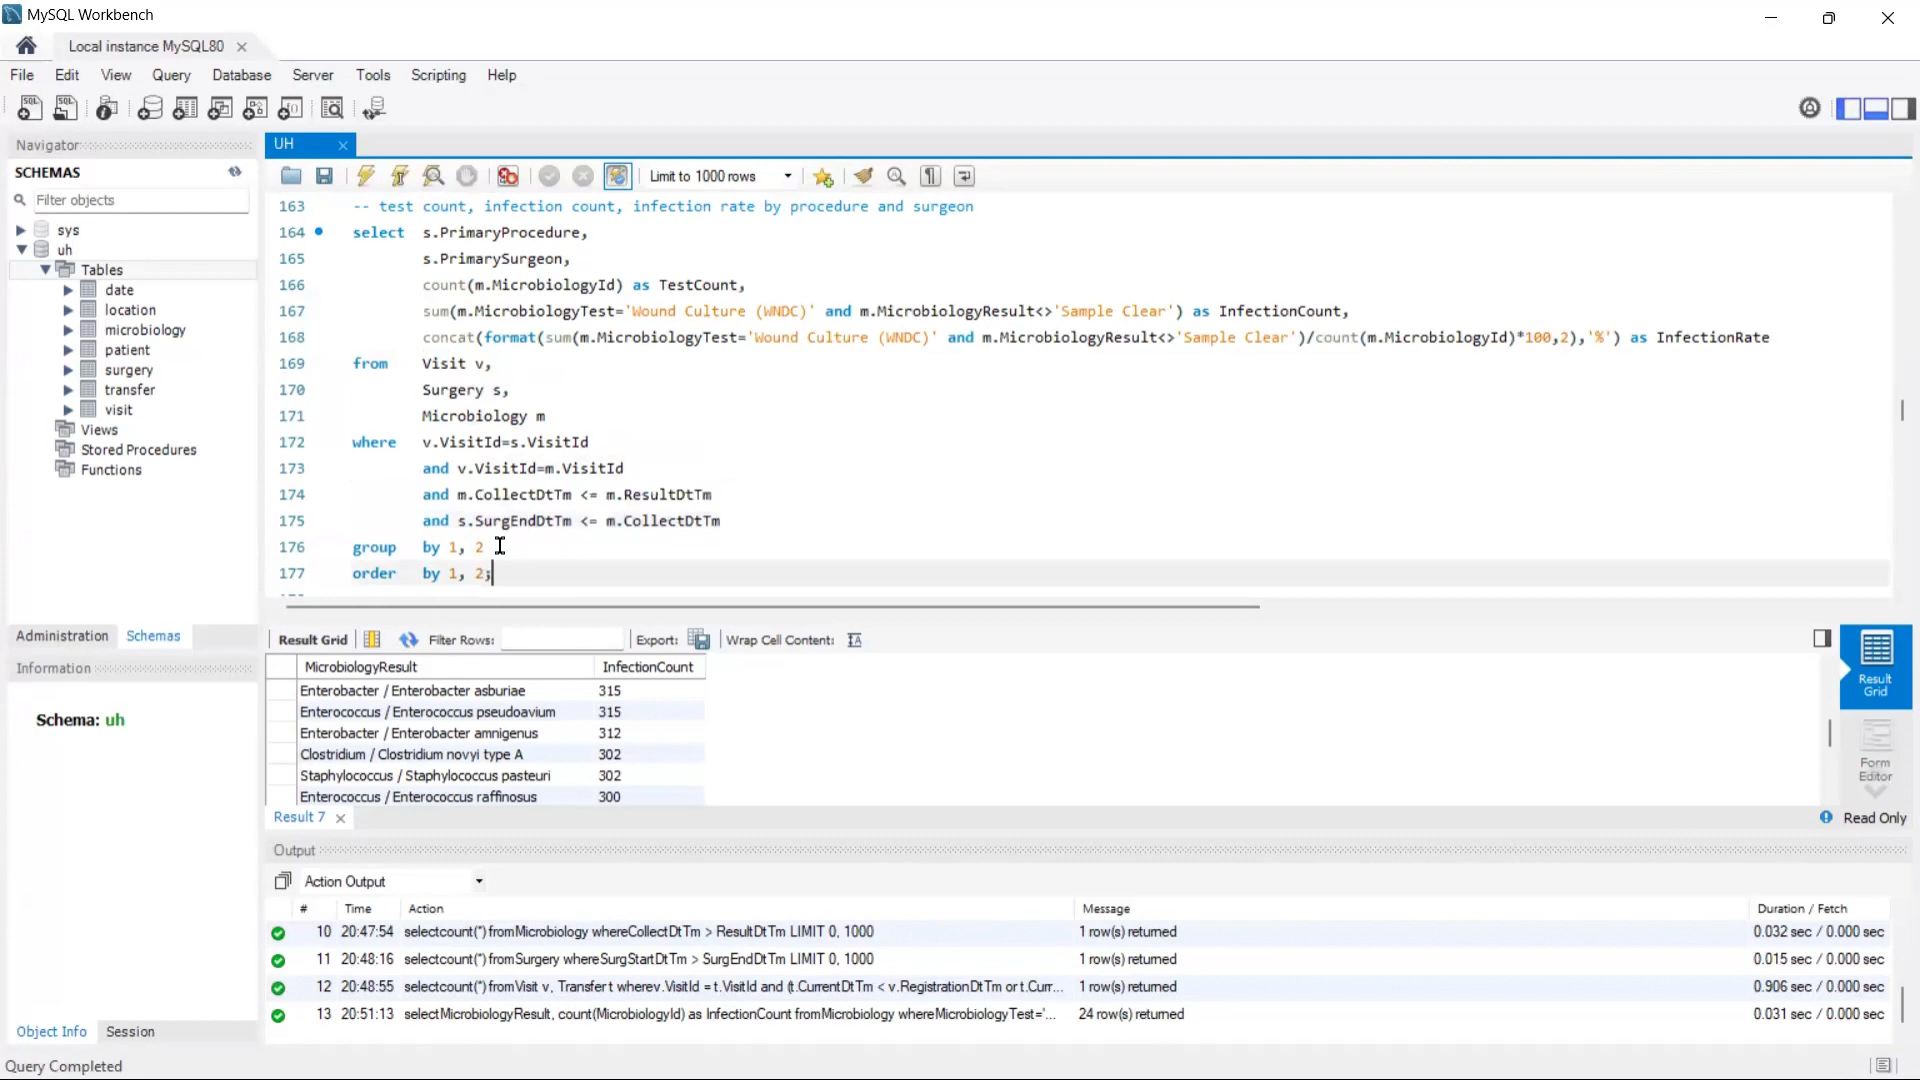 MySQL Workbench
Local instance MySQL80
File Edit View Query Database Server Tools Scripting Help
Navigator
SCHEMAS
Filter objects
sys
uh
Tables
date
location
microbiology
patient
surgery
transfer
visit
Views
Stored Procedures
Functions
Administration Schemas
Information
Schema: uh
Object Info Session
UH
Limit to 1000 rows
163 -- test count, infection count, infection rate by procedure and surgeon
164 select s.PrimaryProcedure,
165 s.PrimarySurgeon,
166 count(m.MicrobiologyId) as TestCount,
167 sum(m.MicrobiologyTest='Wound Culture (WNDC)' and m.MicrobiologyResult<>'Sample Clear') as InfectionCount,
168 concat(format(sum(m.MicrobiologyTest='Wound Culture (WNDC)' and m.MicrobiologyResult<>'Sample Clear')/count(m.MicrobiologyId)*100,2),'%') as InfectionRate
169 from Visit v,
170 Surgery s,
171 Microbiology m
172 where v.VisitId=s.VisitId
173 and v.VisitId=m.VisitId
174 and m.CollectDtTm <= m.ResultDtTm
175 and s.SurgEndDtTm <= m.CollectDtTm
176 group by 1, 2
177 order by 1, 2;
Result Grid Filter Rows: Export: Wrap Cell Content:
MicrobiologyResult InfectionCount
Enterobacter / Enterobacter asburiae 315
Enterococcus / Enterococcus pseudoavium 315
Enterobacter / Enterobacter amnigenus 312
Clostridium / Clostridium novyi type A 302
Staphylococcus / Staphylococcus pasteuri 302
Enterococcus / Enterococcus raffinosus 300
Result Grid
Form Editor
Result 7 Read Only
Output
Action Output
# Time Action Message Duration / Fetch
10 20:47:54 selectcount(*) from Microbiology whereCollectDtTm > ResultDtTm LIMIT 0, 1000 1 row(s) returned 0.032 sec / 0.000 sec
11 20:48:16 selectcount(*) from Surgery where SurgStartDtTm > SurgEndDtTm LIMIT 0, 1000 1 row(s) returned 0.015 sec / 0.000 sec
12 20:48:55 selectcount(*) from Visit v, Transfer t wherev.VisitId = t.VisitId and (t.CurrentDtTm < v.RegistrationDtTm or t.Curr... 1 row(s) returned 0.906 sec / 0.000 sec
13 20:51:13 selectMicrobiologyResult, count(MicrobiologyId) as InfectionCount from Microbiology where MicrobiologyTest='... 24 row(s) returned 0.031 sec / 0.000 sec
Query Completed